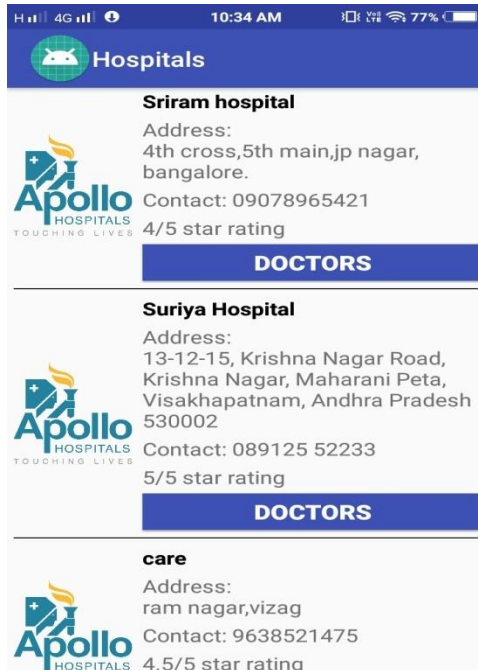 H 4G 10:34 AM VoLTE 77%
Hospitals
Sriram hospital
Address:
4th cross,5th main,jp nagar,
bangalore.
Contact: 09078965421
4/5 star rating
Apollo
HOSPITALS
TOUCHING LIVES
DOCTORS
Suriya Hospital
Address:
13-12-15, Krishna Nagar Road,
Krishna Nagar, Maharani Peta,
Visakhapatnam, Andhra Pradesh
530002
Contact: 089125 52233
5/5 star rating
Apollo
HOSPITALS
TOUCHING LIVES
DOCTORS
care
Address:
ram nagar,vizag
Contact: 9638521475
4.5/5 star rating
Apollo
HOSPITALS